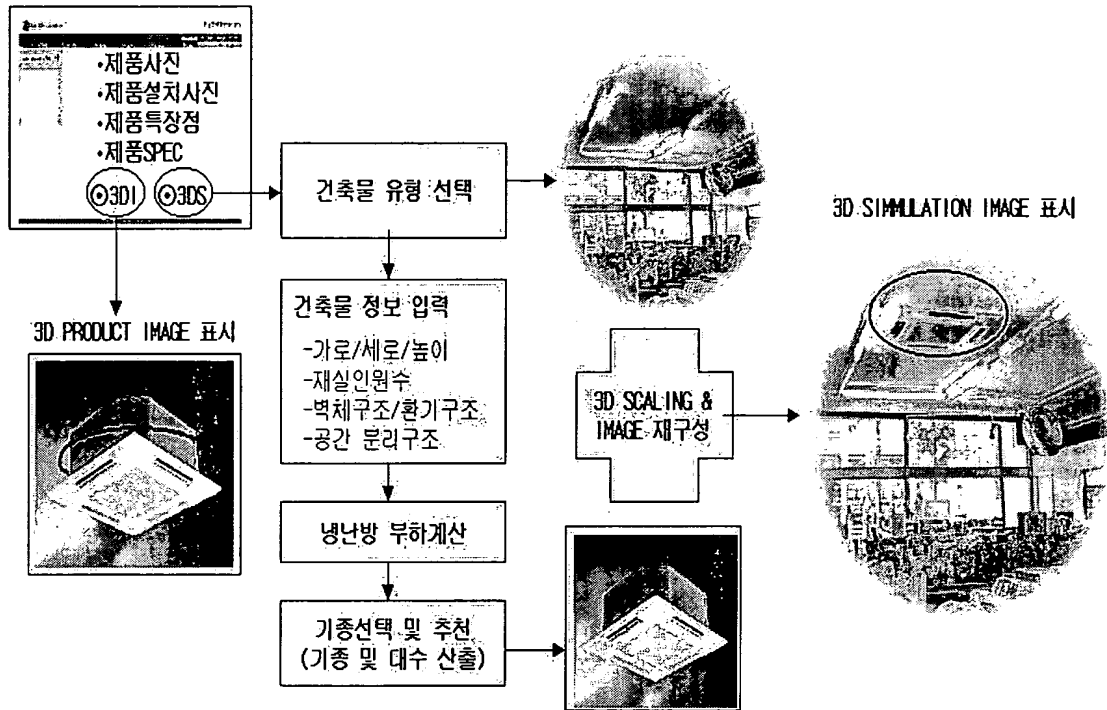 •제품사진
•제품설치사진
•제품특장점
•제품SPEC
⊙3DI ⊙3DS
건축물 유형 선택
3D SIMMULATION IMAGE 표시
건축물 정보 입력
-가로/세로/높이
-재실인원수
-벽체구조/환기구조
-공간 분리구조
3D PRODUCT IMAGE 표시
3D SCALING &
IMAGE 재구성
냉난방 부하계산
기종선택 및 추천
(기종 및 대수 산출)